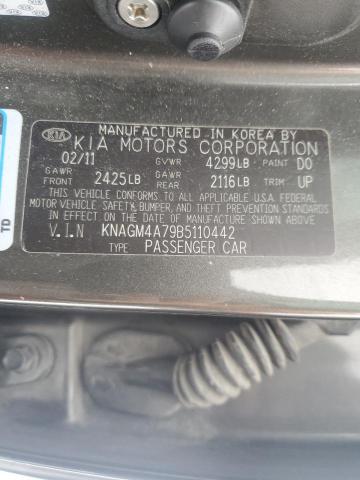 MANUFACTURED IN KOREA BY
KIA KIA MOTORS CORPORATION
02/11 GVWR 4299LB PAINT D0
GAWR FRONT 2425LB GAWR REAR 2116LB TRIM UP
THIS VEHICLE CONFORMS TO ALL APPLICABLE U.S.A FEDERAL
MOTOR VEHICLE SAFETY, BUMPER, AND THEFT PREVENTION
STANDARDS IN EFFECT ON THE DATE OF MANUFACTURE SHOWN ABOVE.
V.I.N KNAGM4A79B5110442
TYPE PASSENGER CAR
TD